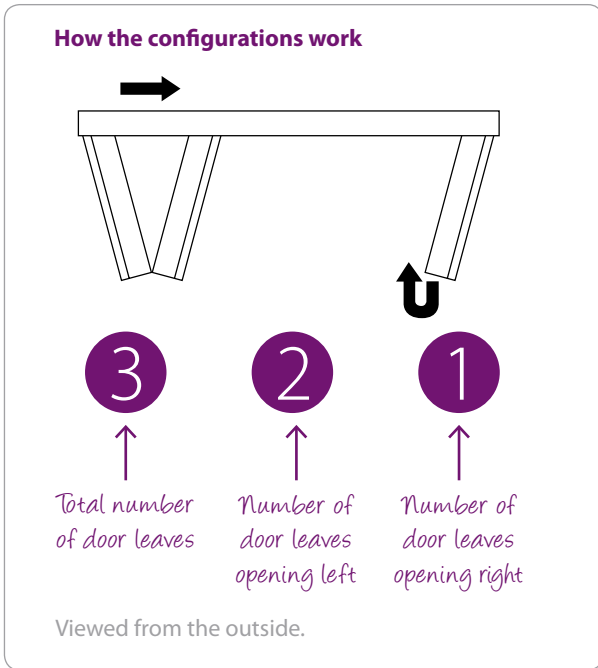 How the configurations work
3 2 1
Total number
of door leaves
Number of
door leaves
opening left
Number of
door leaves
opening right
Viewed from the outside.